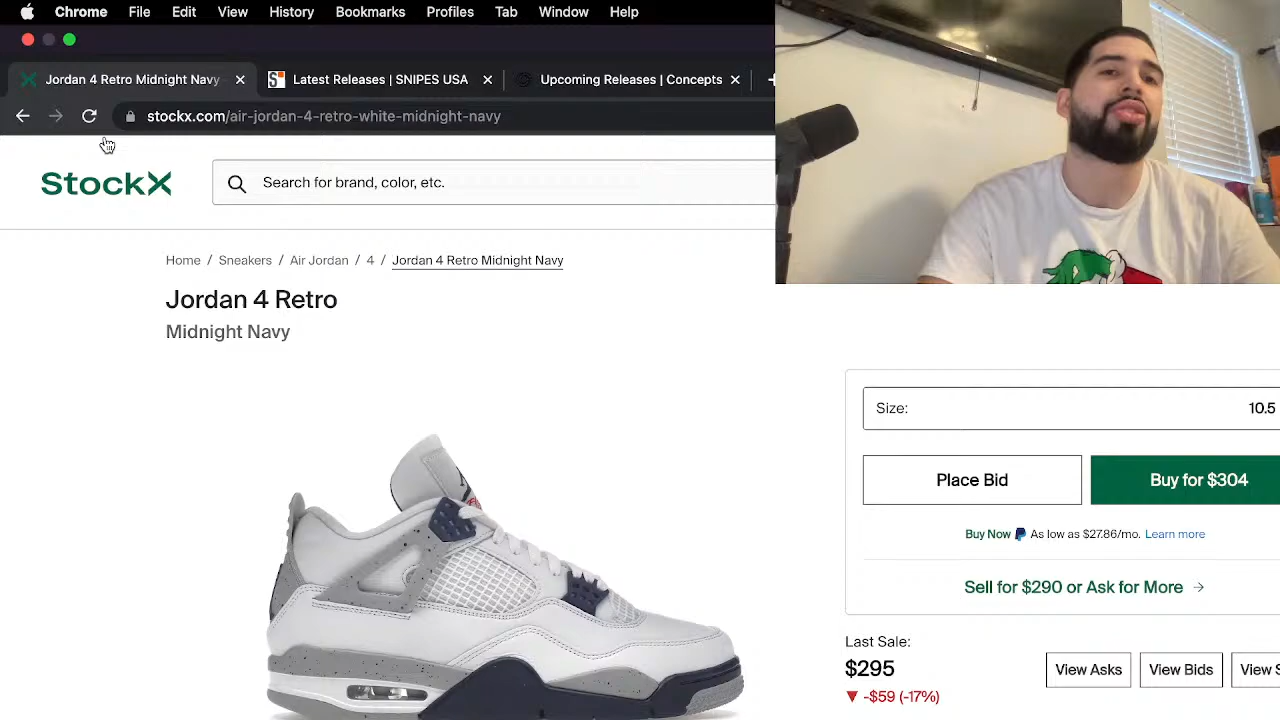 Chrome File Edit View History Bookmarks Profiles Tab Window Help
Jordan 4 Retro Midnight Navy Latest Releases | SNIPES USA Upcoming Releases | Concepts
stockx.com/air-jordan-4-retro-white-midnight-navy
StockX Search for brand, color, etc.
Home / Sneakers / Air Jordan / 4 / Jordan 4 Retro Midnight Navy
Jordan 4 Retro
Midnight Navy
Size: 10.5
Place Bid Buy for $304
Buy Now As low as $27.86/mo. Learn more
Sell for $290 or Ask for More
Last Sale:
$295 View Asks View Bids View
-$59 (-17%)